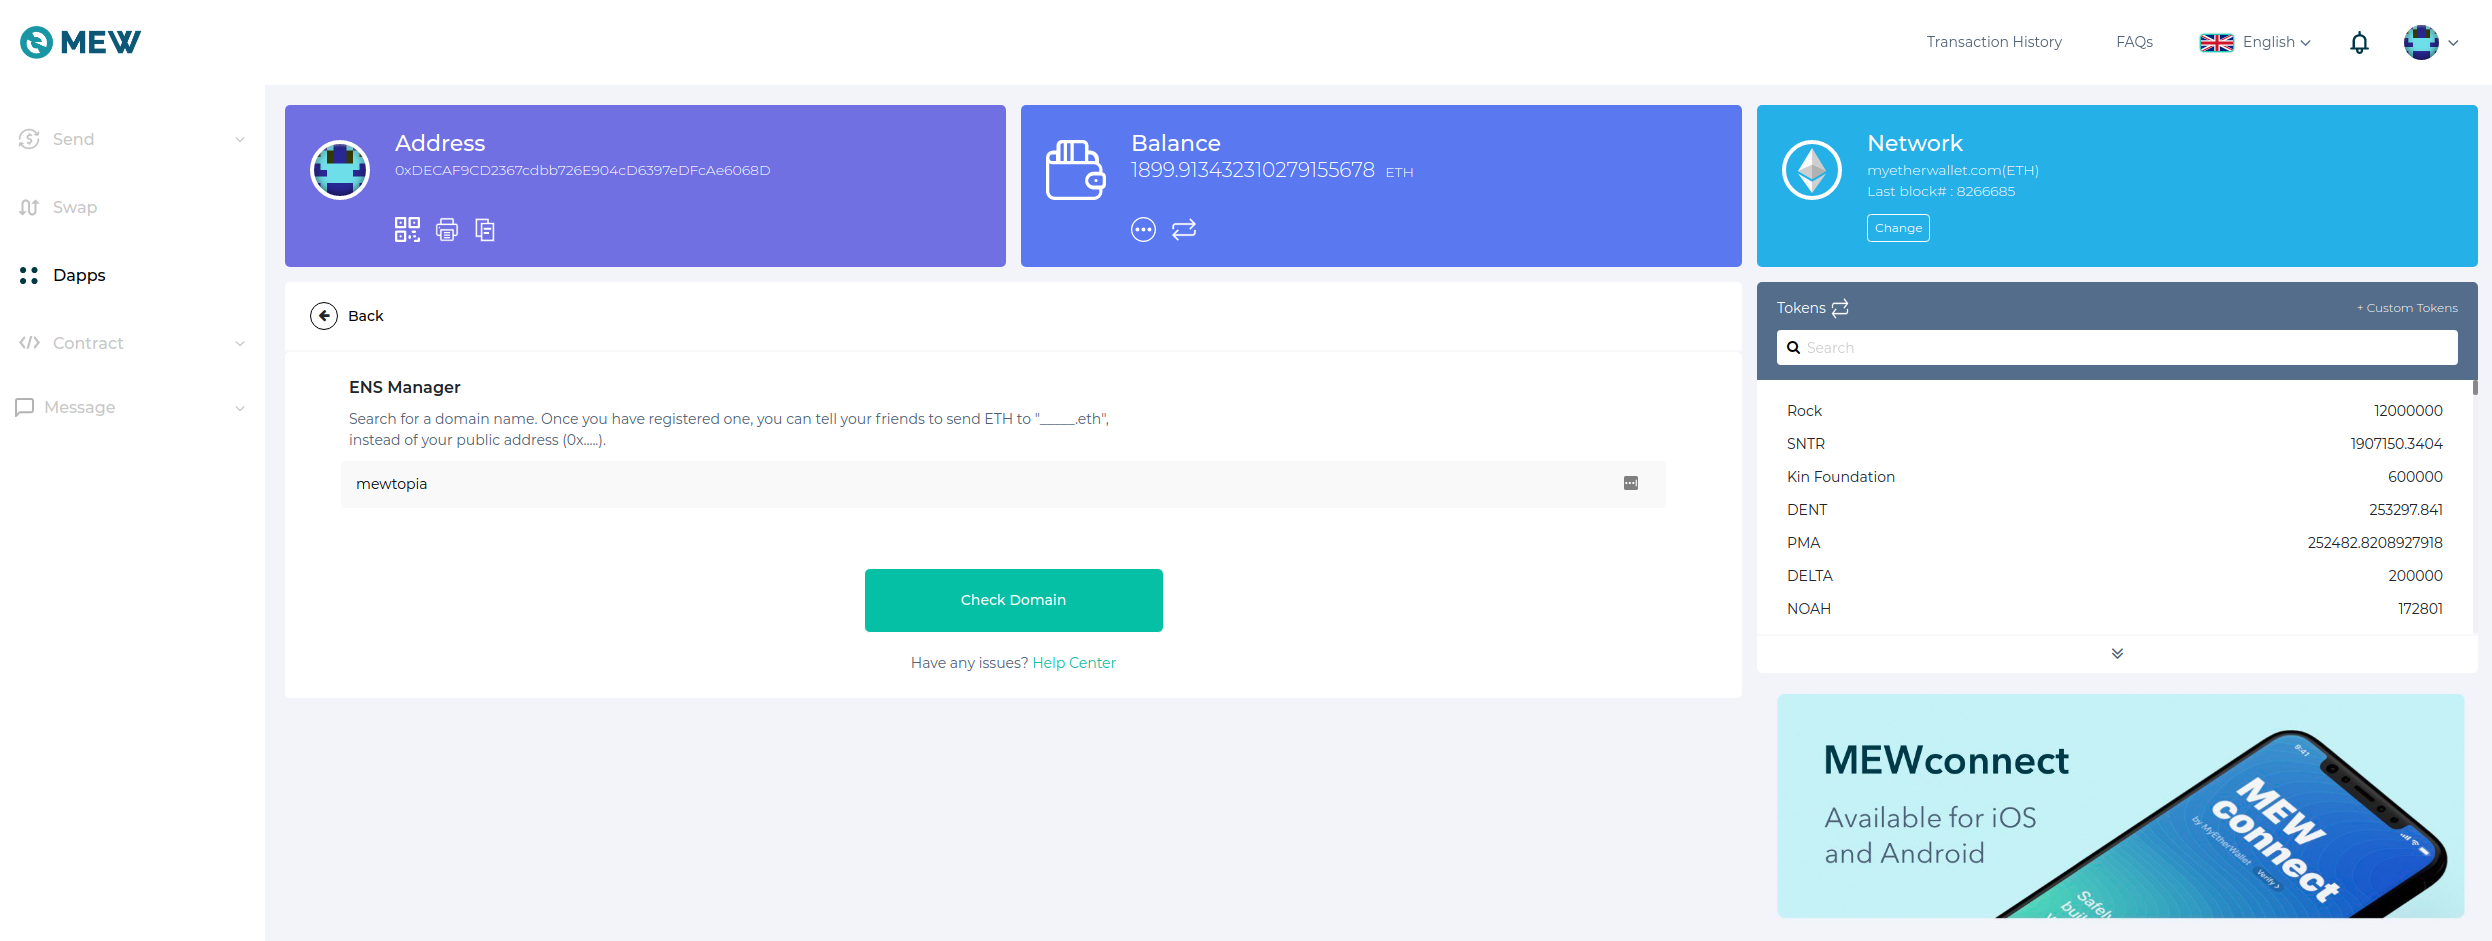 MEW
Transaction History
FAQs
English
Send
Swap
Dapps
Contract
Message
Address
0xDECAF9CD2367cdbb726E904cD6397eDFcAe6068D
Balance
1899.913432310279155678 ETH
Network
myetherwallet.com(ETH)
Last block# : 8266685
Change
Back
ENS Manager
Search for a domain name. Once you have registered one, you can tell your friends to send ETH to "_____.eth",
instead of your public address (0x.....).
mewtopia
Check Domain
Have any issues? Help Center
Tokens
+ Custom Tokens
Search
Rock 12000000
SNTR 1907150.3404
Kin Foundation 600000
DENT 253297.841
PMA 252482.8208927918
DELTA 200000
NOAH 172801
MEWconnect
Available for iOS
and Android
9:41
MEW
connect
by MyEtherWallet
Verify >
Safely